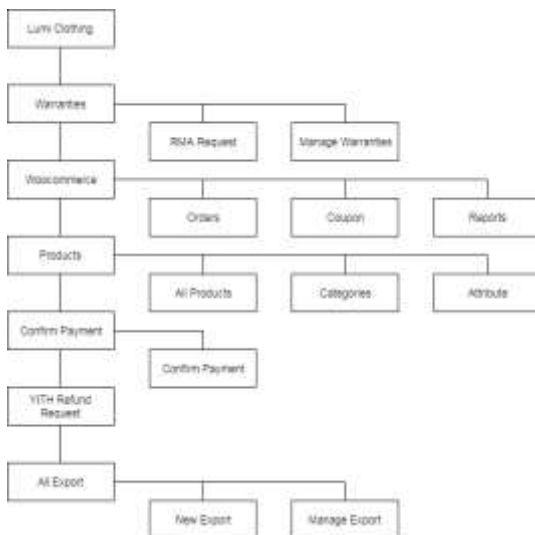 Lumi Clothing
Warranties
RMA Request
Manage Warranties
Woocommerce
Orders
Coupon
Reports
Products
All Products
Categories
Attribute
Confirm Payment
Confirm Payment
YITH Refund
Request
All Export
New Export
Manage Export